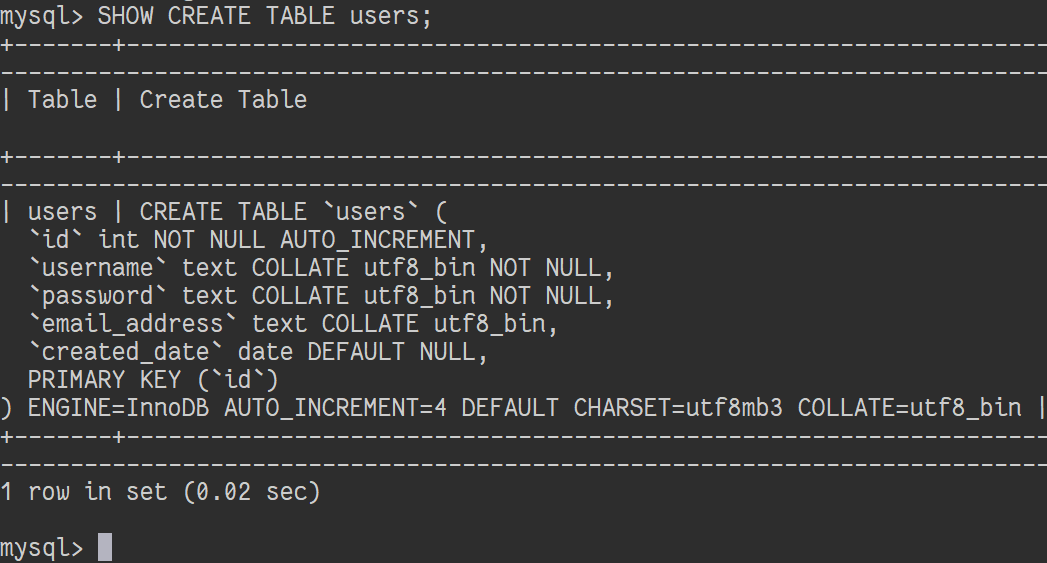 mysql> SHOW CREATE TABLE users;
+-------+------------------------------------------------------------------
---------------------------------------------------------------------------
| Table | Create Table
+-------+------------------------------------------------------------------
---------------------------------------------------------------------------
| users | CREATE TABLE `users` (
  `id` int NOT NULL AUTO_INCREMENT,
  `username` text COLLATE utf8_bin NOT NULL,
  `password` text COLLATE utf8_bin NOT NULL,
  `email_address` text COLLATE utf8_bin,
  `created_date` date DEFAULT NULL,
  PRIMARY KEY (`id`)
) ENGINE=InnoDB AUTO_INCREMENT=4 DEFAULT CHARSET=utf8mb3 COLLATE=utf8_bin |
+-------+------------------------------------------------------------------
---------------------------------------------------------------------------
1 row in set (0.02 sec)
mysql>